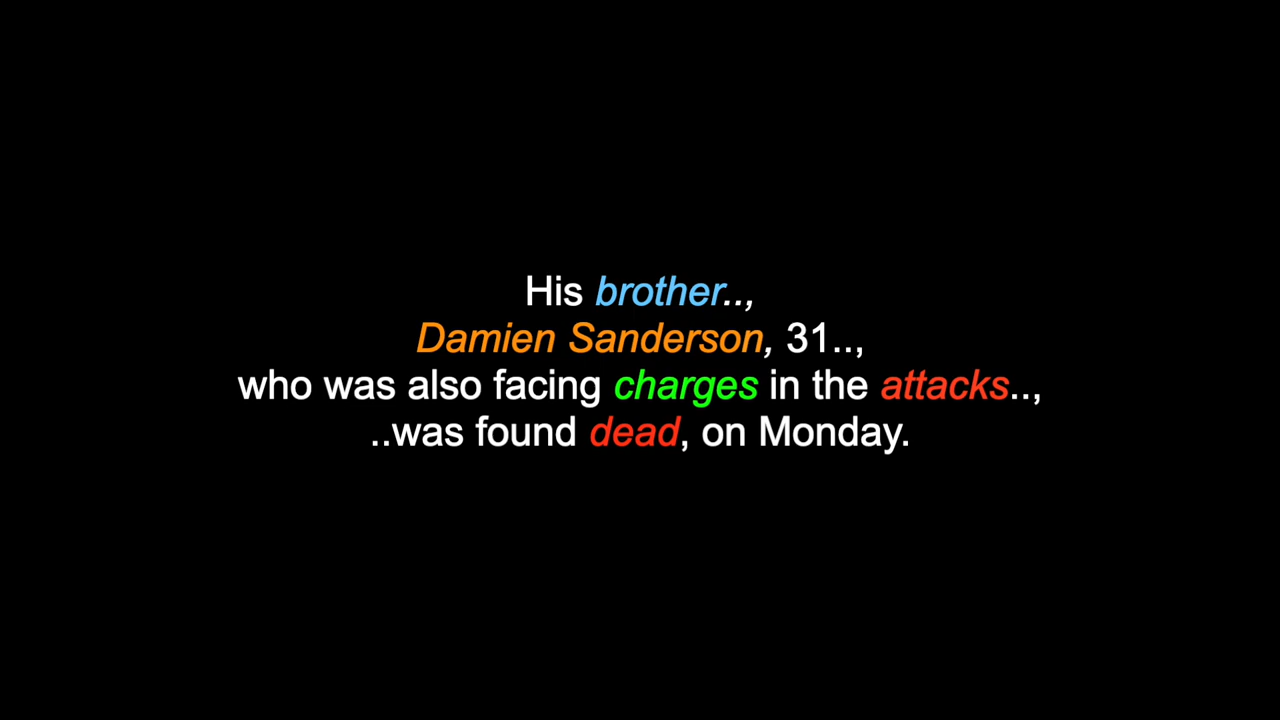 His brother..,
Damien Sanderson, 31..,
who was also facing charges in the attacks..,
..was found dead, on Monday.